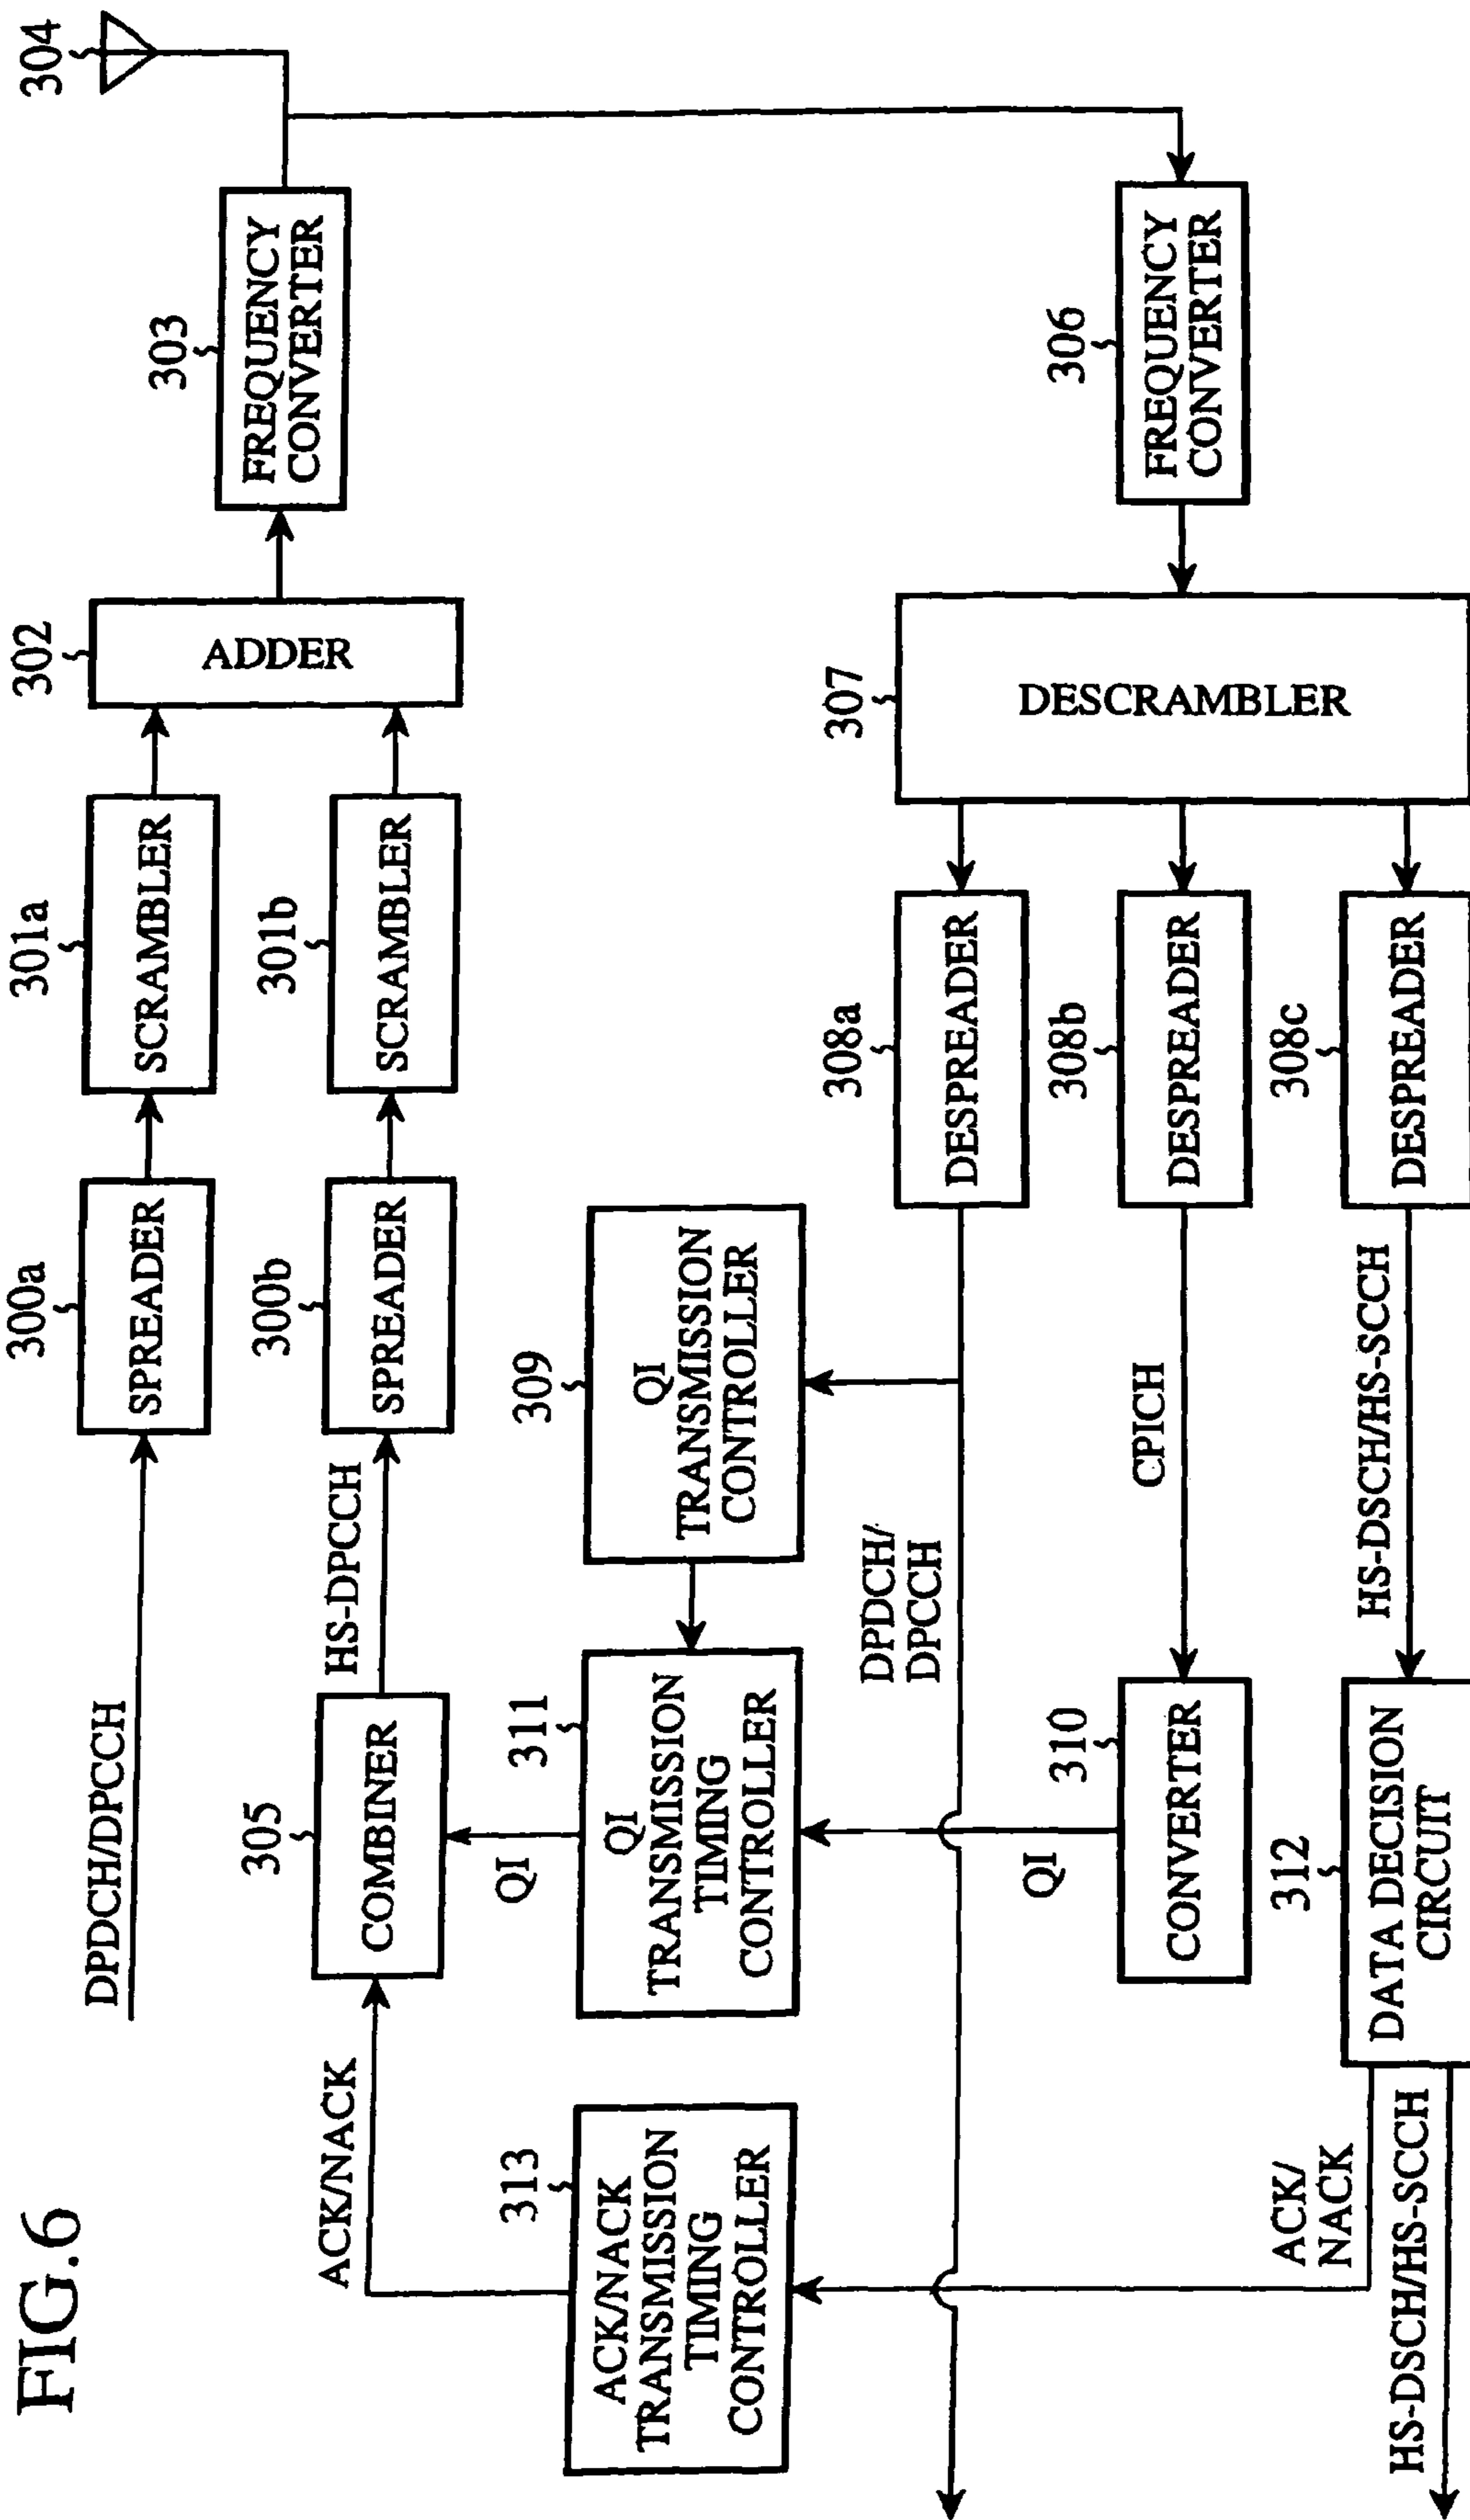 FIG.6
DPDCH/DPCCH
300a
SPREADER
301a
SCRAMBLER
302
ADDER
303
FREQUENCY
CONVERTER
304
ACK/NACK
305
COMBINER
HS-DPCCH
300b
SPREADER
301b
SCRAMBLER
313
ACK/NACK
TRANSMISSION
TIMING
CONTROLLER
QI
311
QI
TRANSMISSION
TIMING
CONTROLLER
309
QI
TRANSMISSION
CONTROLLER
DPDCH/
DPCCH
308a
DESPREADER
307
DESCRAMBLER
306
FREQUENCY
CONVERTER
QI
310
CONVERTER
CPICH
308b
DESPREADER
ACK/
NACK
HS-DSCH/HS-SCCH
312
DATA DECISION
CIRCUIT
HS-DSCH/HS-SCCH
308c
DESPREADER